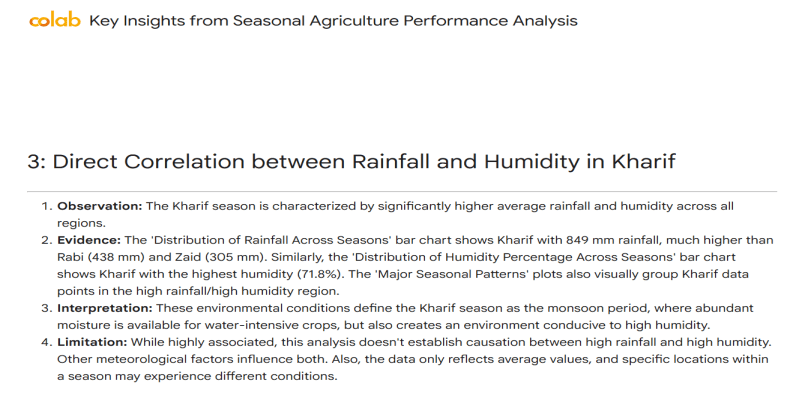 colab Key Insights from Seasonal Agriculture Performance Analysis
3: Direct Correlation between Rainfall and Humidity in Kharif
1. Observation: The Kharif season is characterized by significantly higher average rainfall and humidity across all
regions.
2. Evidence: The 'Distribution of Rainfall Across Seasons' bar chart shows Kharif with 849 mm rainfall, much higher than
Rabi (438 mm) and Zaid (305 mm). Similarly, the 'Distribution of Humidity Percentage Across Seasons' bar chart
shows Kharif with the highest humidity (71.8%). The 'Major Seasonal Patterns' plots also visually group Kharif data
points in the high rainfall/high humidity region.
3. Interpretation: These environmental conditions define the Kharif season as the monsoon period, where abundant
moisture is available for water-intensive crops, but also creates an environment conducive to high humidity.
4. Limitation: While highly associated, this analysis doesn't establish causation between high rainfall and high humidity.
Other meteorological factors influence both. Also, the data only reflects average values, and specific locations within
a season may experience different conditions.